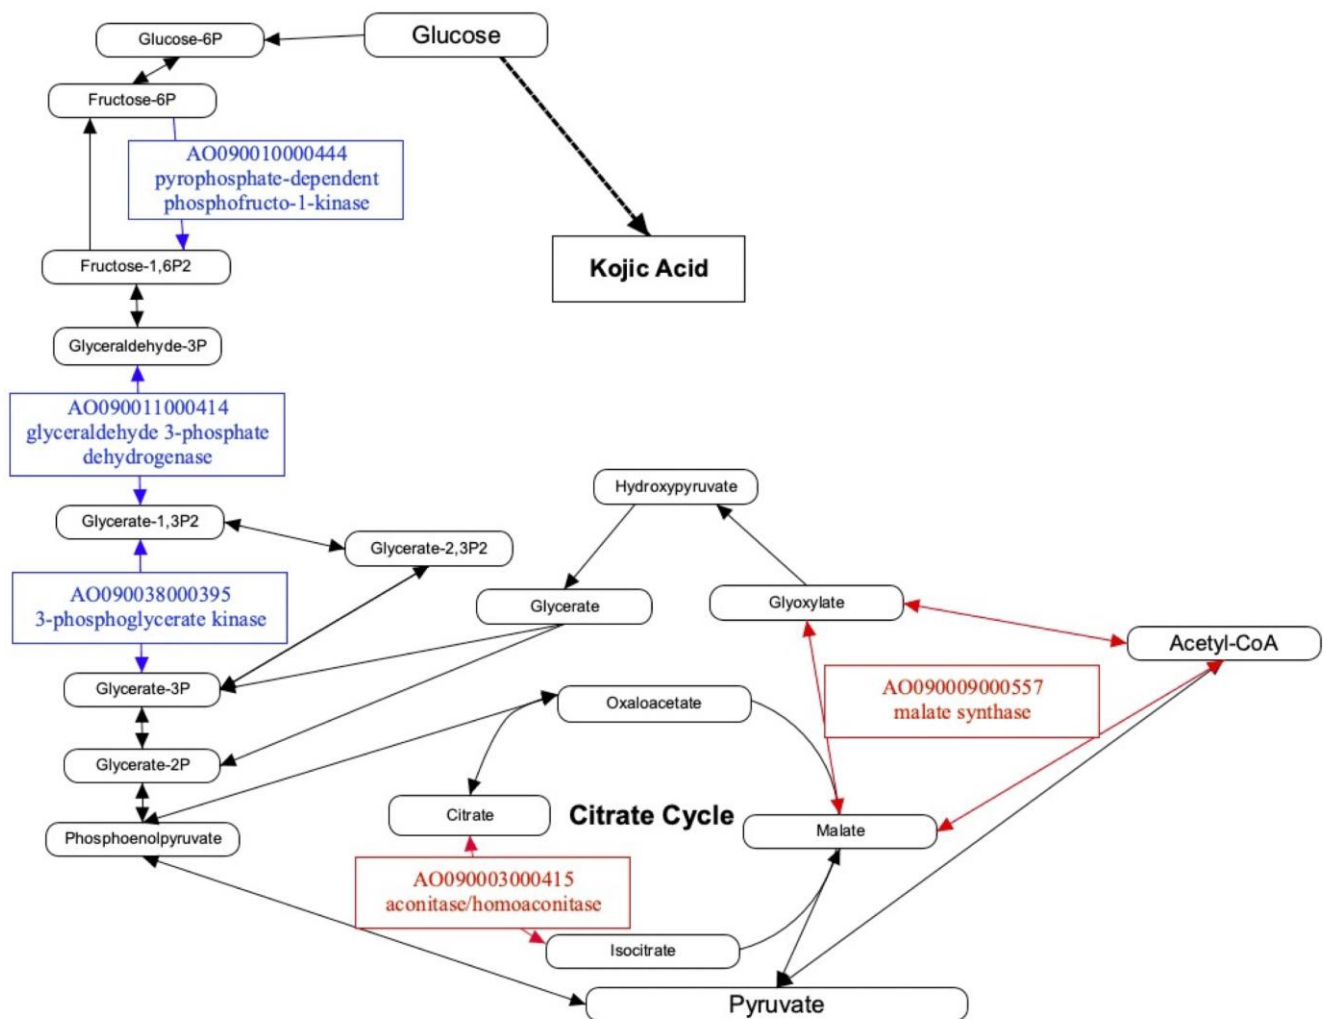 Glucose-6P
Glucose
Fructose-6P
AO090010000444
pyrophosphate-dependent
phosphofructo-1-kinase
Fructose-1,6P2
Kojic Acid
Glyceraldehyde-3P
AO090011000414
glyceraldehyde 3-phosphate
dehydrogenase
Hydroxypyruvate
Glycerate-1,3P2
Glycerate-2,3P2
AO090038000395
3-phosphoglycerate kinase
Glycerate
Glyoxylate
Acetyl-CoA
Glycerate-3P
AO090009000557
malate synthase
Oxaloacetate
Glycerate-2P
Citrate
Citrate Cycle
Malate
Phosphoenolpyruvate
AO090003000415
aconitase/homoaconitase
Isocitrate
Pyruvate